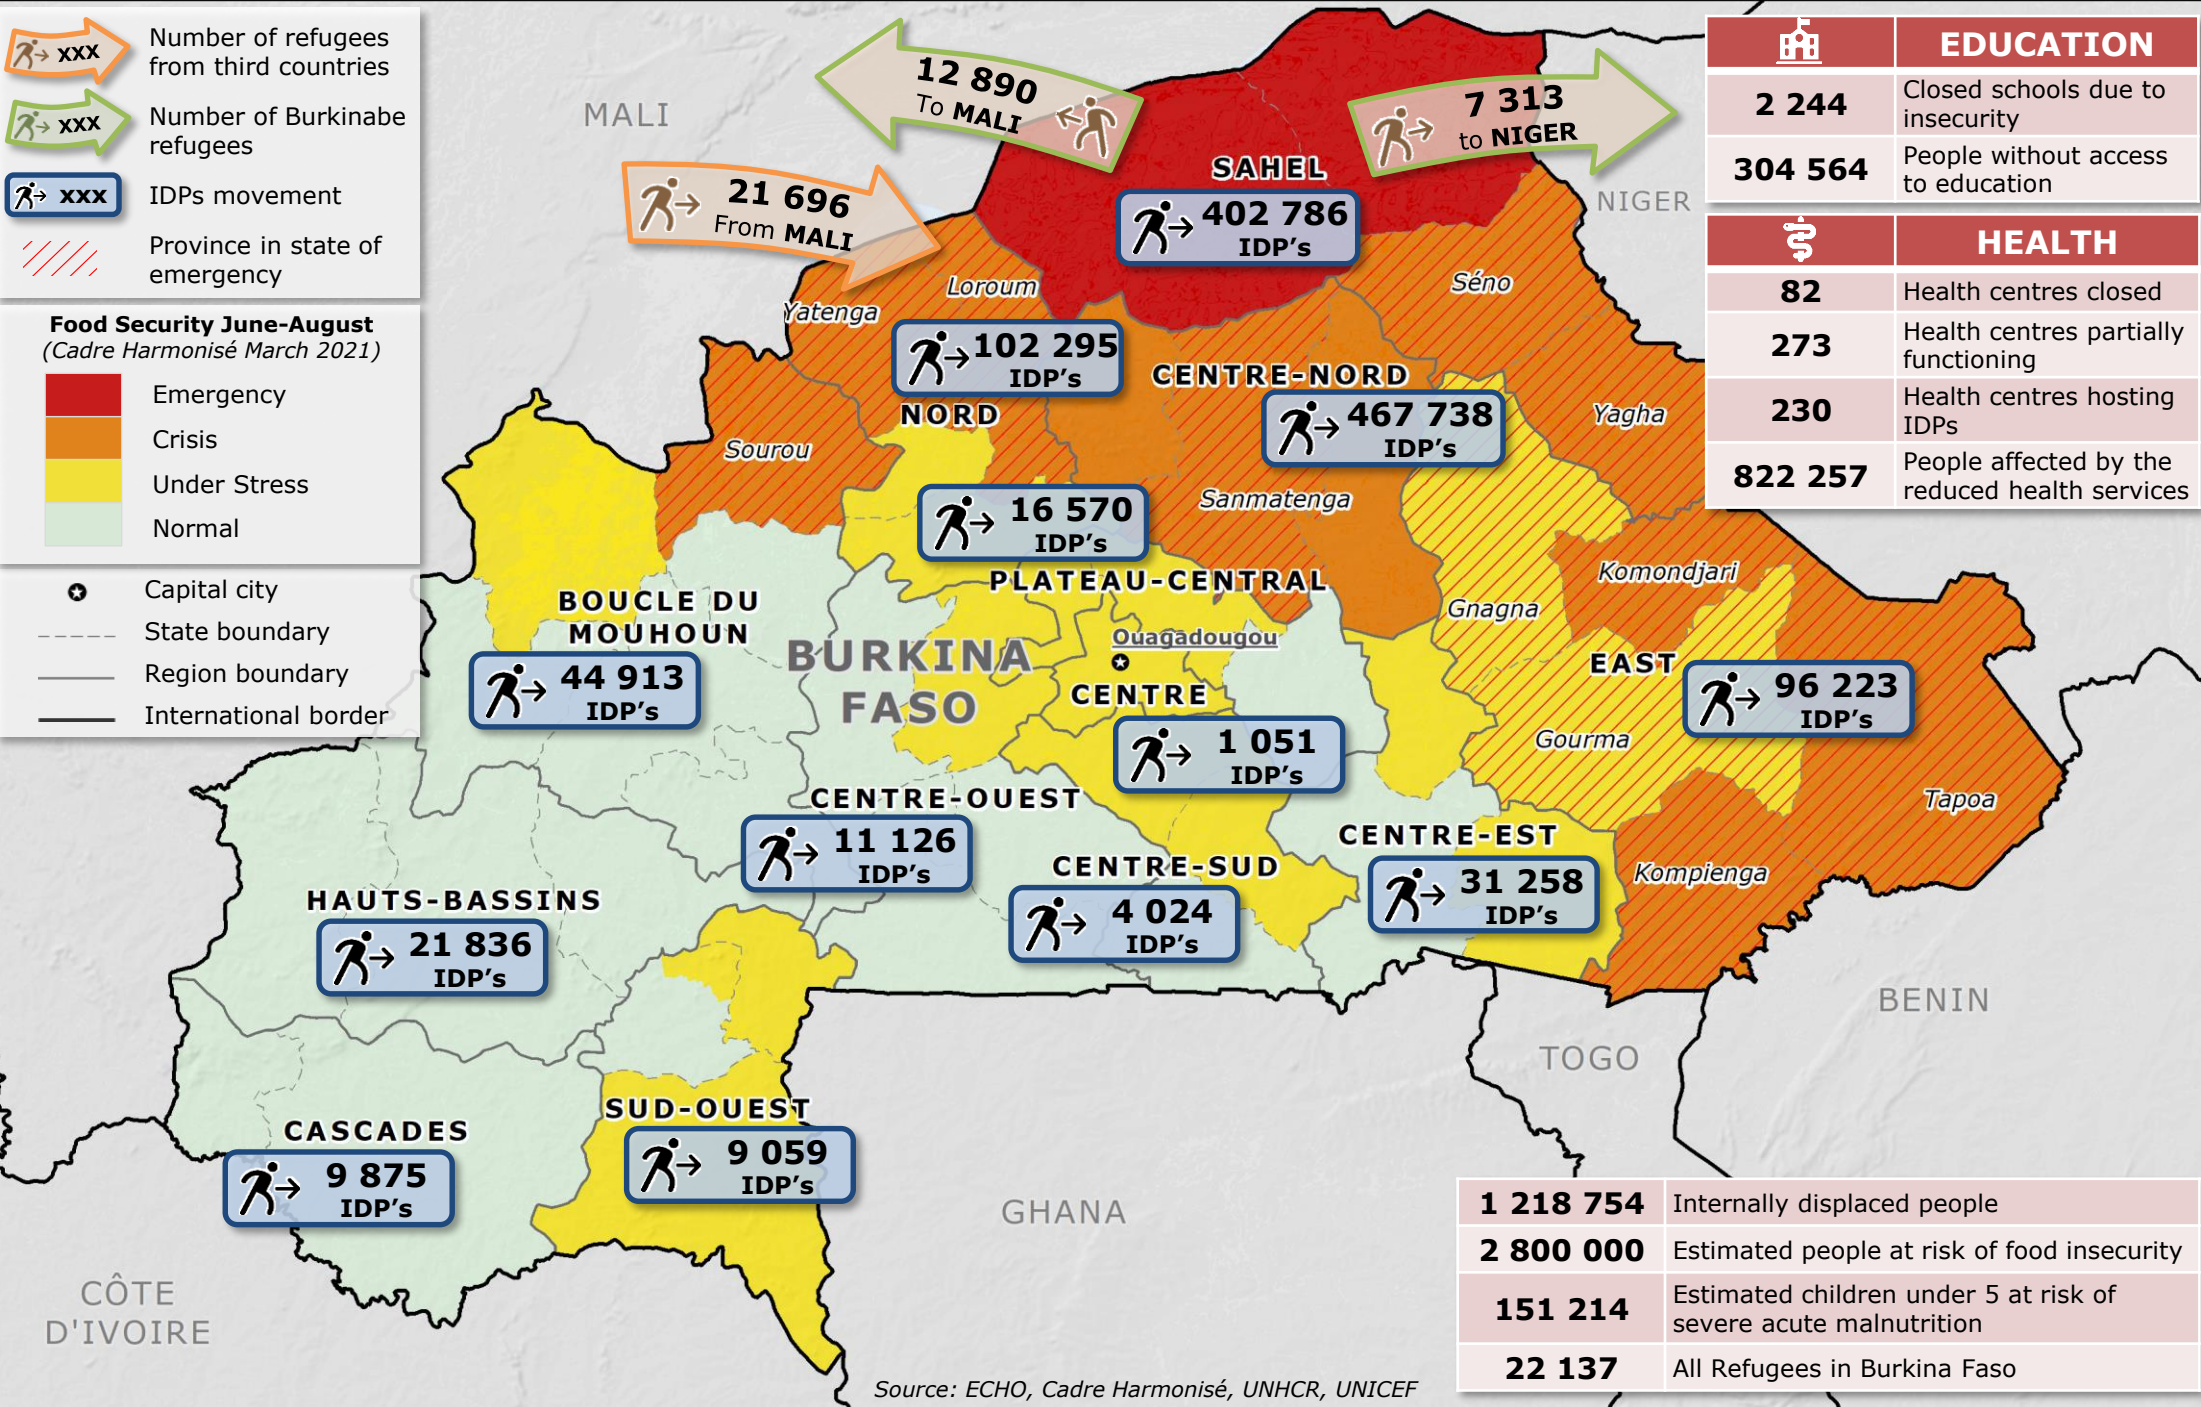 XXX
Number of refugees
from third countries
XXX
Number of Burkinabe
refugees
XXX
IDPs movement
Province in state of
emergency
Food Security June-August
(Cadre Harmonisé March 2021)
Emergency
Crisis
Under Stress
Normal
Capital city
State boundary
Region boundary
International border
MALI
12 890
To MALI
7 313
to NIGER
21 696
From MALI
NIGER
SAHEL
402 786
IDP's
Loroum
Yatenga
Séno
102 295
IDP's
NORD
CENTRE-NORD
467 738
IDP's
Yagha
Sourou
Sanmatenga
16 570
IDP's
PLATEAU-CENTRAL
Komondjari
Gnagna
BOUCLE DU
MOUHOUN
44 913
IDP's
BURKINA
FASO
Ouagadougou
CENTRE
1 051
IDP's
EAST
96 223
IDP's
Gourma
Tapoa
CENTRE-OUEST
11 126
IDP's
CENTRE-SUD
4 024
IDP's
CENTRE-EST
31 258
IDP's
Kompienga
HAUTS-BASSINS
21 836
IDP's
CASCADES
9 875
IDP's
SUD-OUEST
9 059
IDP's
BENIN
TOGO
GHANA
CÔTE
D'IVOIRE
EDUCATION
2 244
Closed schools due to
insecurity
304 564
People without access
to education
HEALTH
82
Health centres closed
273
Health centres partially
functioning
230
Health centres hosting
IDPs
822 257
People affected by the
reduced health services
1 218 754
Internally displaced people
2 800 000
Estimated people at risk of food insecurity
151 214
Estimated children under 5 at risk of
severe acute malnutrition
22 137
All Refugees in Burkina Faso
Source: ECHO, Cadre Harmonisé, UNHCR, UNICEF